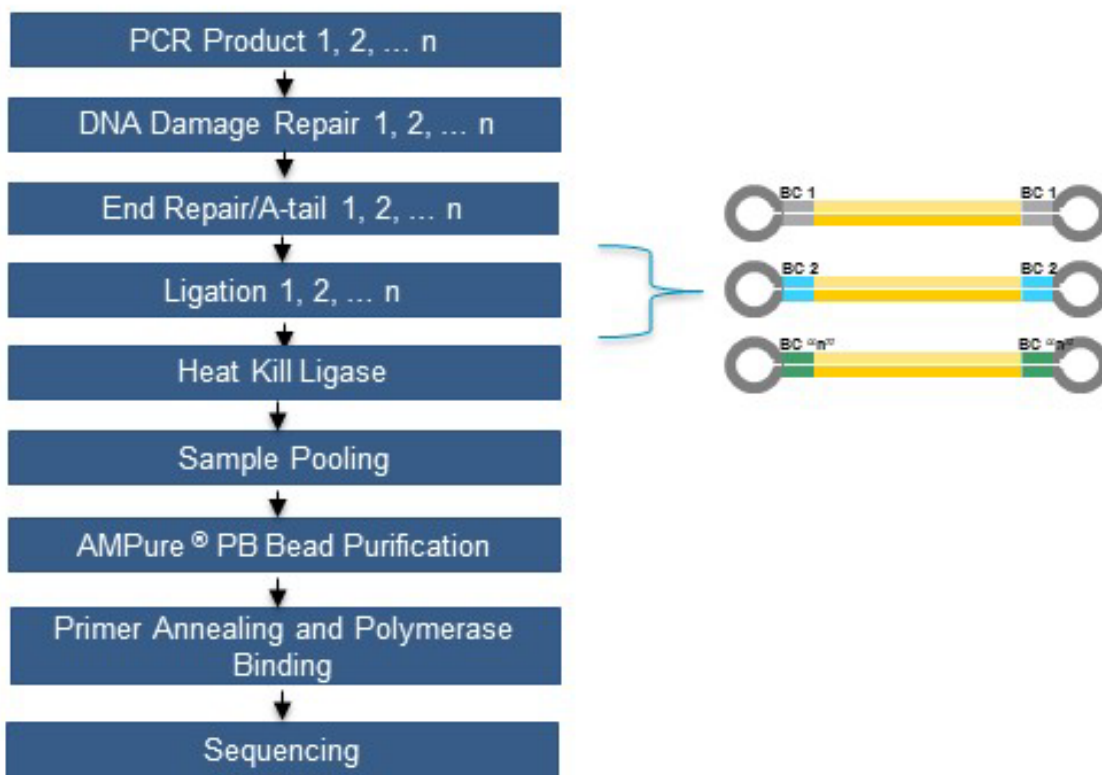 PCR Product 1, 2, ... n
DNA Damage Repair 1, 2, ... n
End Repair/A-tail 1, 2, ... n
Ligation 1, 2, ... n
Heat Kill Ligase
Sample Pooling
AMPure ® PB Bead Purification
Primer Annealing and Polymerase
Binding
Sequencing
BC 1 BC 1
BC 2 BC 2
BC “n” BC “n”